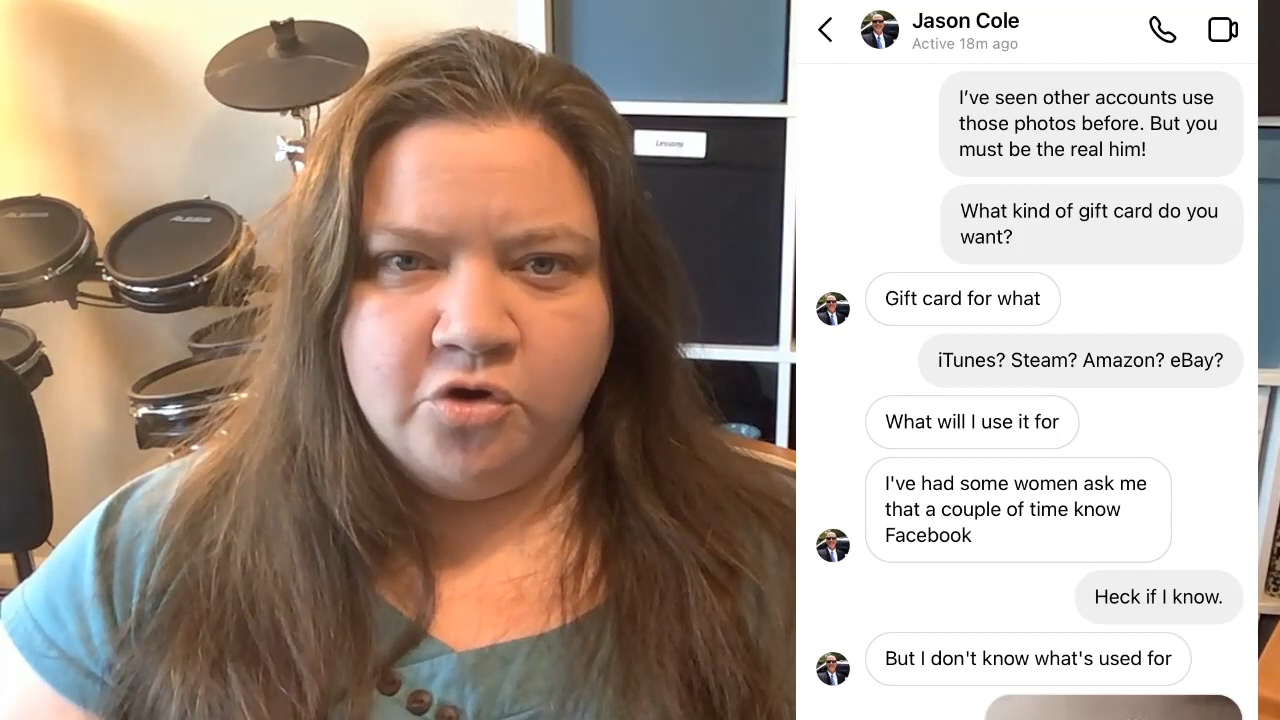 ALESIS
ALESIS
Lessons
Jason Cole
Active 18m ago
I've seen other accounts use
those photos before. But you
must be the real him!
What kind of gift card do you
want?
Gift card for what
iTunes? Steam? Amazon? eBay?
What will I use it for
I've had some women ask me
that a couple of time know
Facebook
Heck if I know.
But I don't know what's used for